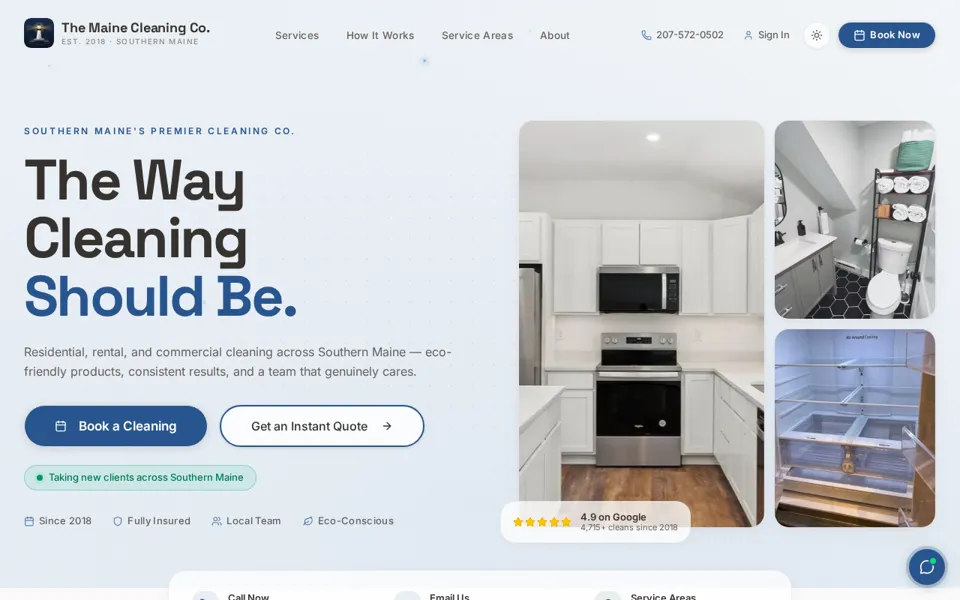 The Maine Cleaning Co.
EST. 2018 · SOUTHERN MAINE
Services
How It Works
Service Areas
About
207-572-0502
Sign In
Book Now
SOUTHERN MAINE'S PREMIER CLEANING CO.
The Way
Cleaning
Should Be.
Residential, rental, and commercial cleaning across Southern Maine — eco-
friendly products, consistent results, and a team that genuinely cares.
Book a Cleaning
Get an Instant Quote
Taking new clients across Southern Maine
Since 2018
Fully Insured
Local Team
Eco-Conscious
4.9 on Google
4,715+ cleans since 2018
Call Now
Email Us
Service Areas